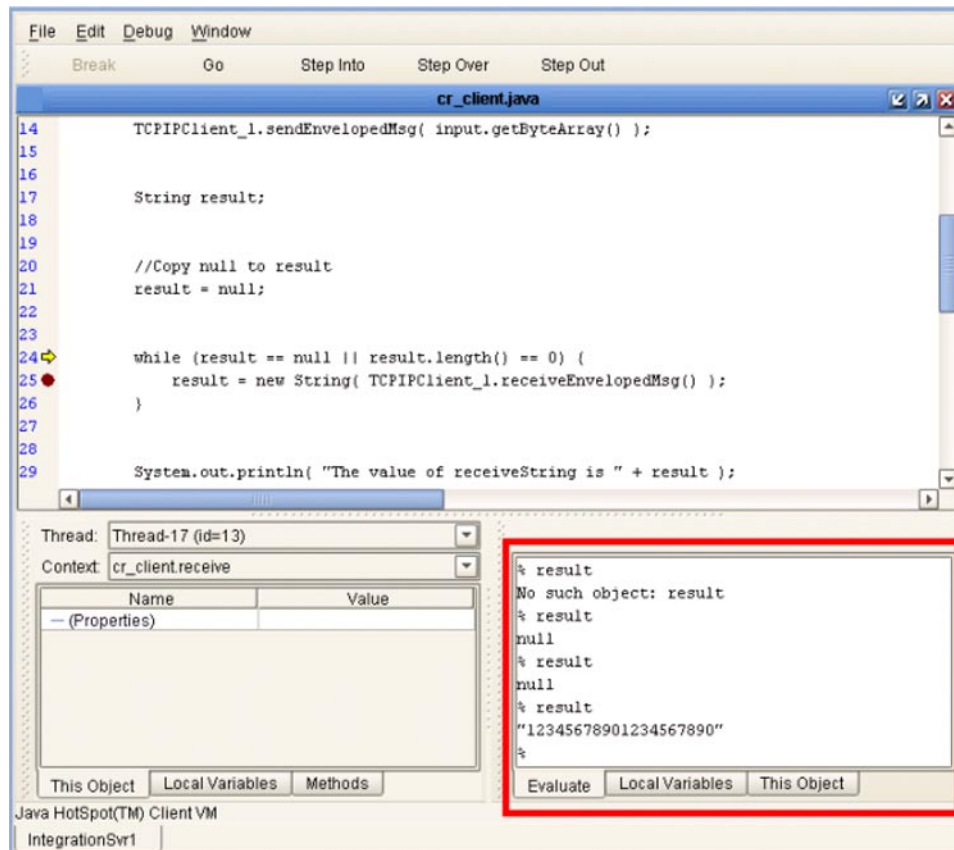 File Edit Debug Window
Break Go Step Into Step Over Step Out
cr_client.java
14 TCPIPClient_1.sendEnvelopedMsg( input.getByteArray() );
15
16
17 String result;
18
19
20 //Copy null to result
21 result = null;
22
23
24 while (result == null || result.length() == 0) {
25 result = new String( TCPIPClient_1.receiveEnvelopedMsg() );
26 }
27
28
29 System.out.println( "The value of receiveString is " + result );
Thread: Thread-17 (id=13)
Context: cr_client.receive
Name Value
(Properties)
This Object Local Variables Methods
% result
No such object: result
% result
null
% result
null
% result
"12345678901234567890"
%
Evaluate Local Variables This Object
Java HotSpot(TM) Client VM
IntegrationSvr1